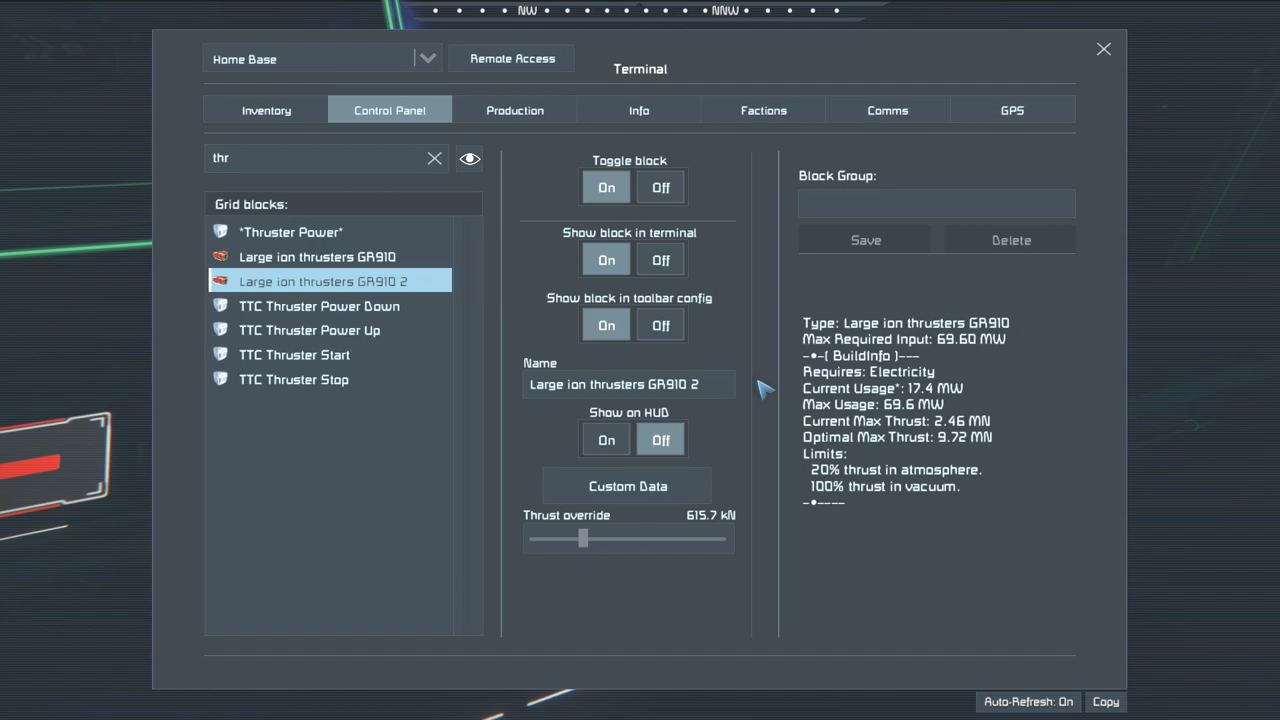 NW NNW
Home Base
Remote Access
Terminal
Inventory
Control Panel
Production
Info
Factions
Comms
GPS
thr
Grid blocks:
*Thruster Power*
Large ion thrusters GR910
Large ion thrusters GR910 2
TTC Thruster Power Down
TTC Thruster Power Up
TTC Thruster Start
TTC Thruster Stop
Toggle block
On Off
Show block in terminal
On Off
Show block in toolbar config
On Off
Name
Large ion thrusters GR910 2
Show on HUD
On Off
Custom Data
Thrust override 615.7 kN
Block Group:
Save Delete
Type: Large ion thrusters GR910
Max Required Input: 69.60 MW
-•-( BuildInfo )---
Requires: Electricity
Current Usage*: 17.4 MW
Max Usage: 69.6 MW
Current Max Thrust: 2.46 MN
Optimal Max Thrust: 9.72 MN
Limits:
20% thrust in atmosphere.
100% thrust in vacuum.
-•----
Auto-Refresh: On
Copy